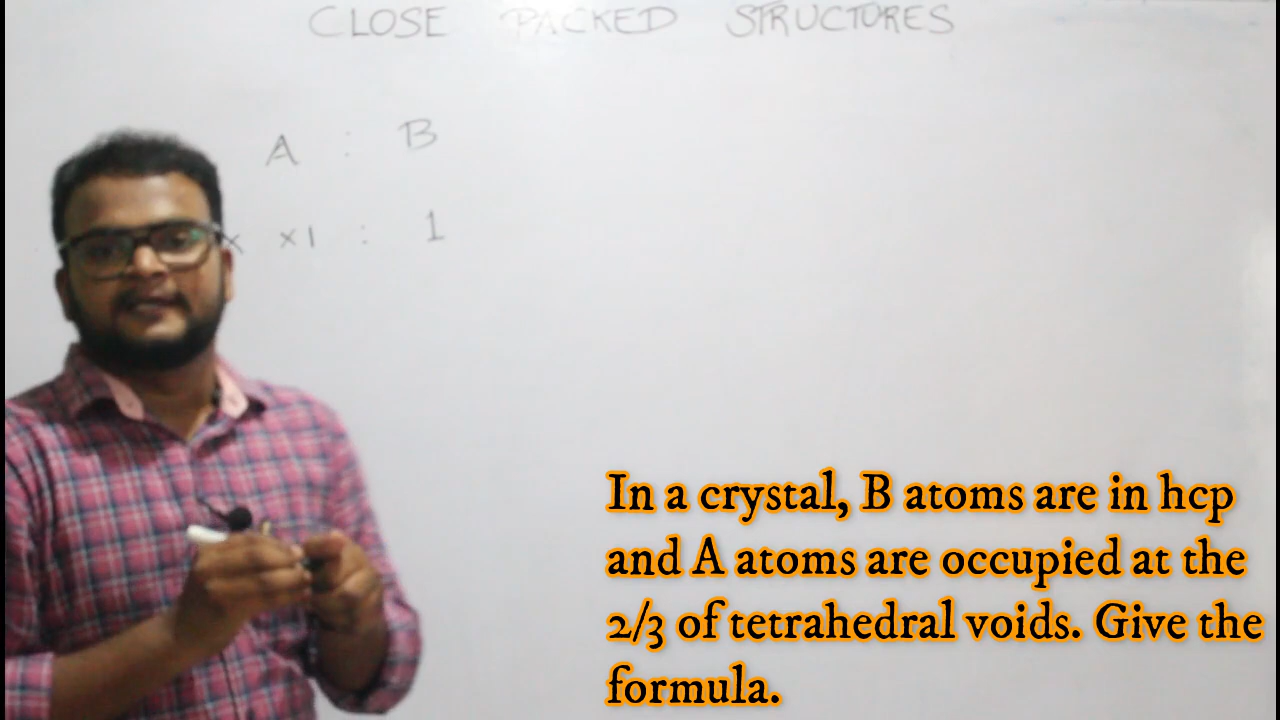 CLOSE PACKED STRUCTURES
A : B
x x1 : 1
In a crystal, B atoms are in hcp
and A atoms are occupied at the
2/3 of tetrahedral voids. Give the
formula.